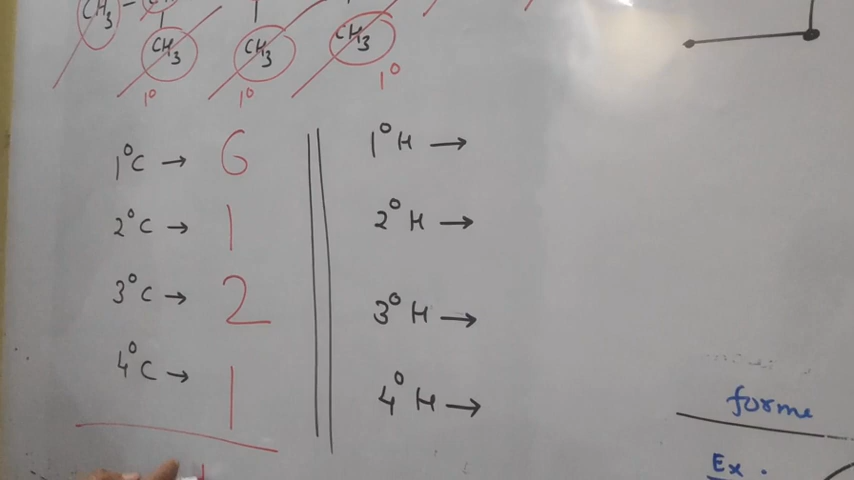 CH₃ –
CH₃ CH₃ CH₃
1° 1° 1°
1°C → 6
2°C → 1
3°C → 2
4°C → 1
1°H →
2°H →
3°H →
4°H →
forme
Ex.